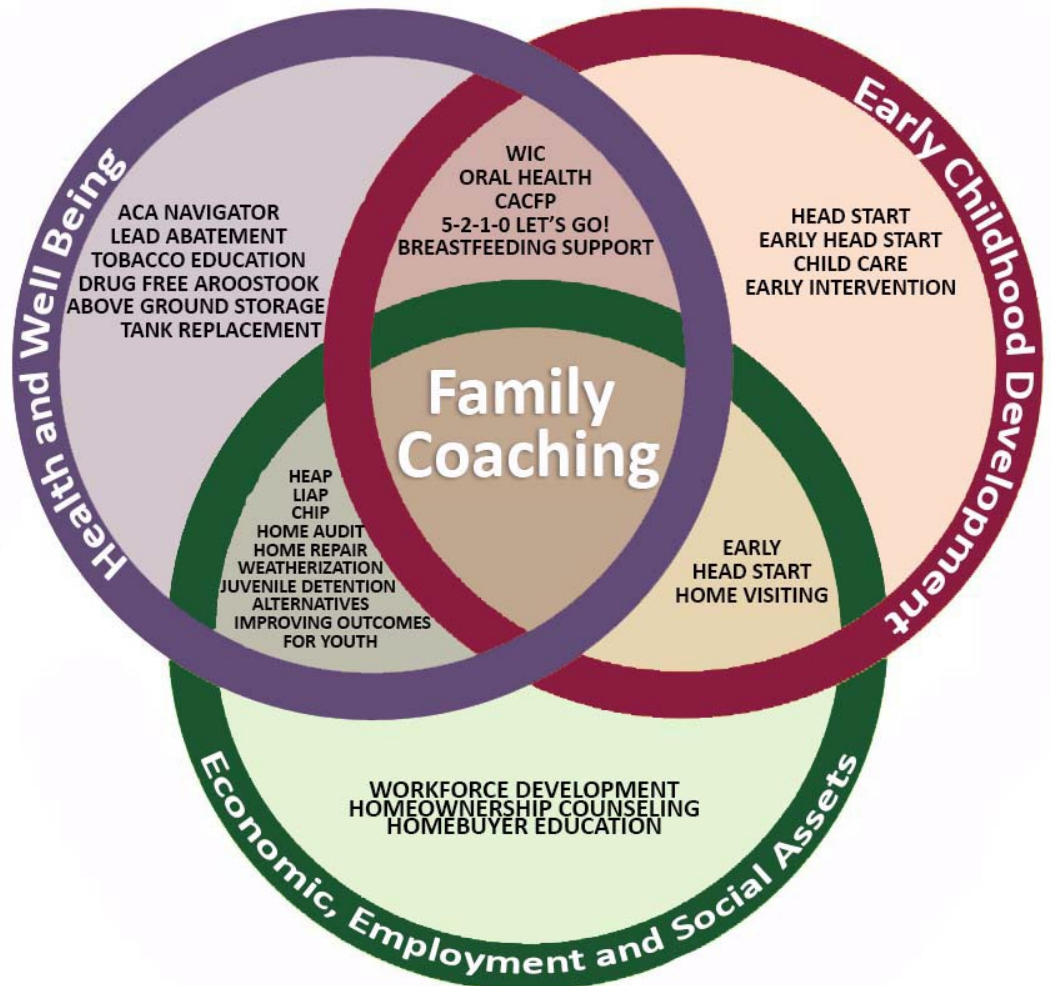 Health and Well Being
Early Childhood Development
WIC
ORAL HEALTH
CACFP
5-2-1-0 LET'S GO!
BREASTFEEDING SUPPORT
ACA NAVIGATOR
LEAD ABATEMENT
TOBACCO EDUCATION
DRUG FREE AROOSTOOK
ABOVE GROUND STORAGE
TANK REPLACEMENT
HEAD START
EARLY HEAD START
CHILD CARE
EARLY INTERVENTION
Family
Coaching
HEAP
LIAP
CHIP
HOME AUDIT
HOME REPAIR
WEATHERIZATION
JUVENILE DETENTION
ALTERNATIVES
IMPROVING OUTCOMES
FOR YOUTH
EARLY
HEAD START
HOME VISITING
WORKFORCE DEVELOPMENT
HOMEOWNERSHIP COUNSELING
HOMEBUYER EDUCATION
Economic, Employment and Social Assets